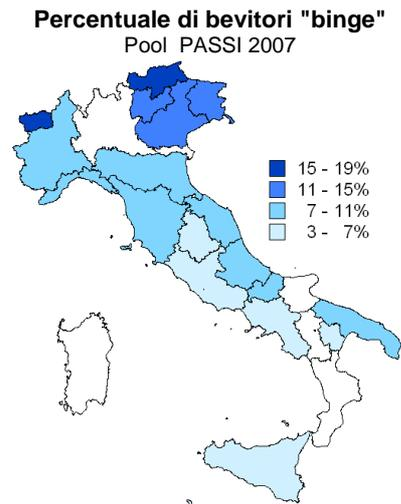 Percentuale di bevitori "binge"
Pool PASSI 2007
15 - 19%
11 - 15%
7 - 11%
3 - 7%